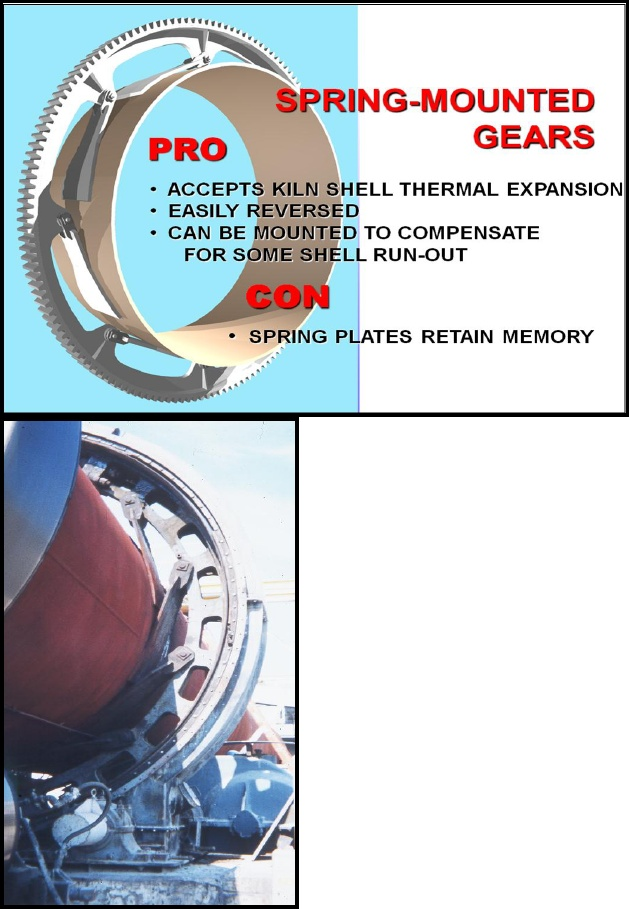 SPRING-MOUNTED
GEARS
PRO
• ACCEPTS KILN SHELL THERMAL EXPANSION
• EASILY REVERSED
• CAN BE MOUNTED TO COMPENSATE
FOR SOME SHELL RUN-OUT
CON
• SPRING PLATES RETAIN MEMORY